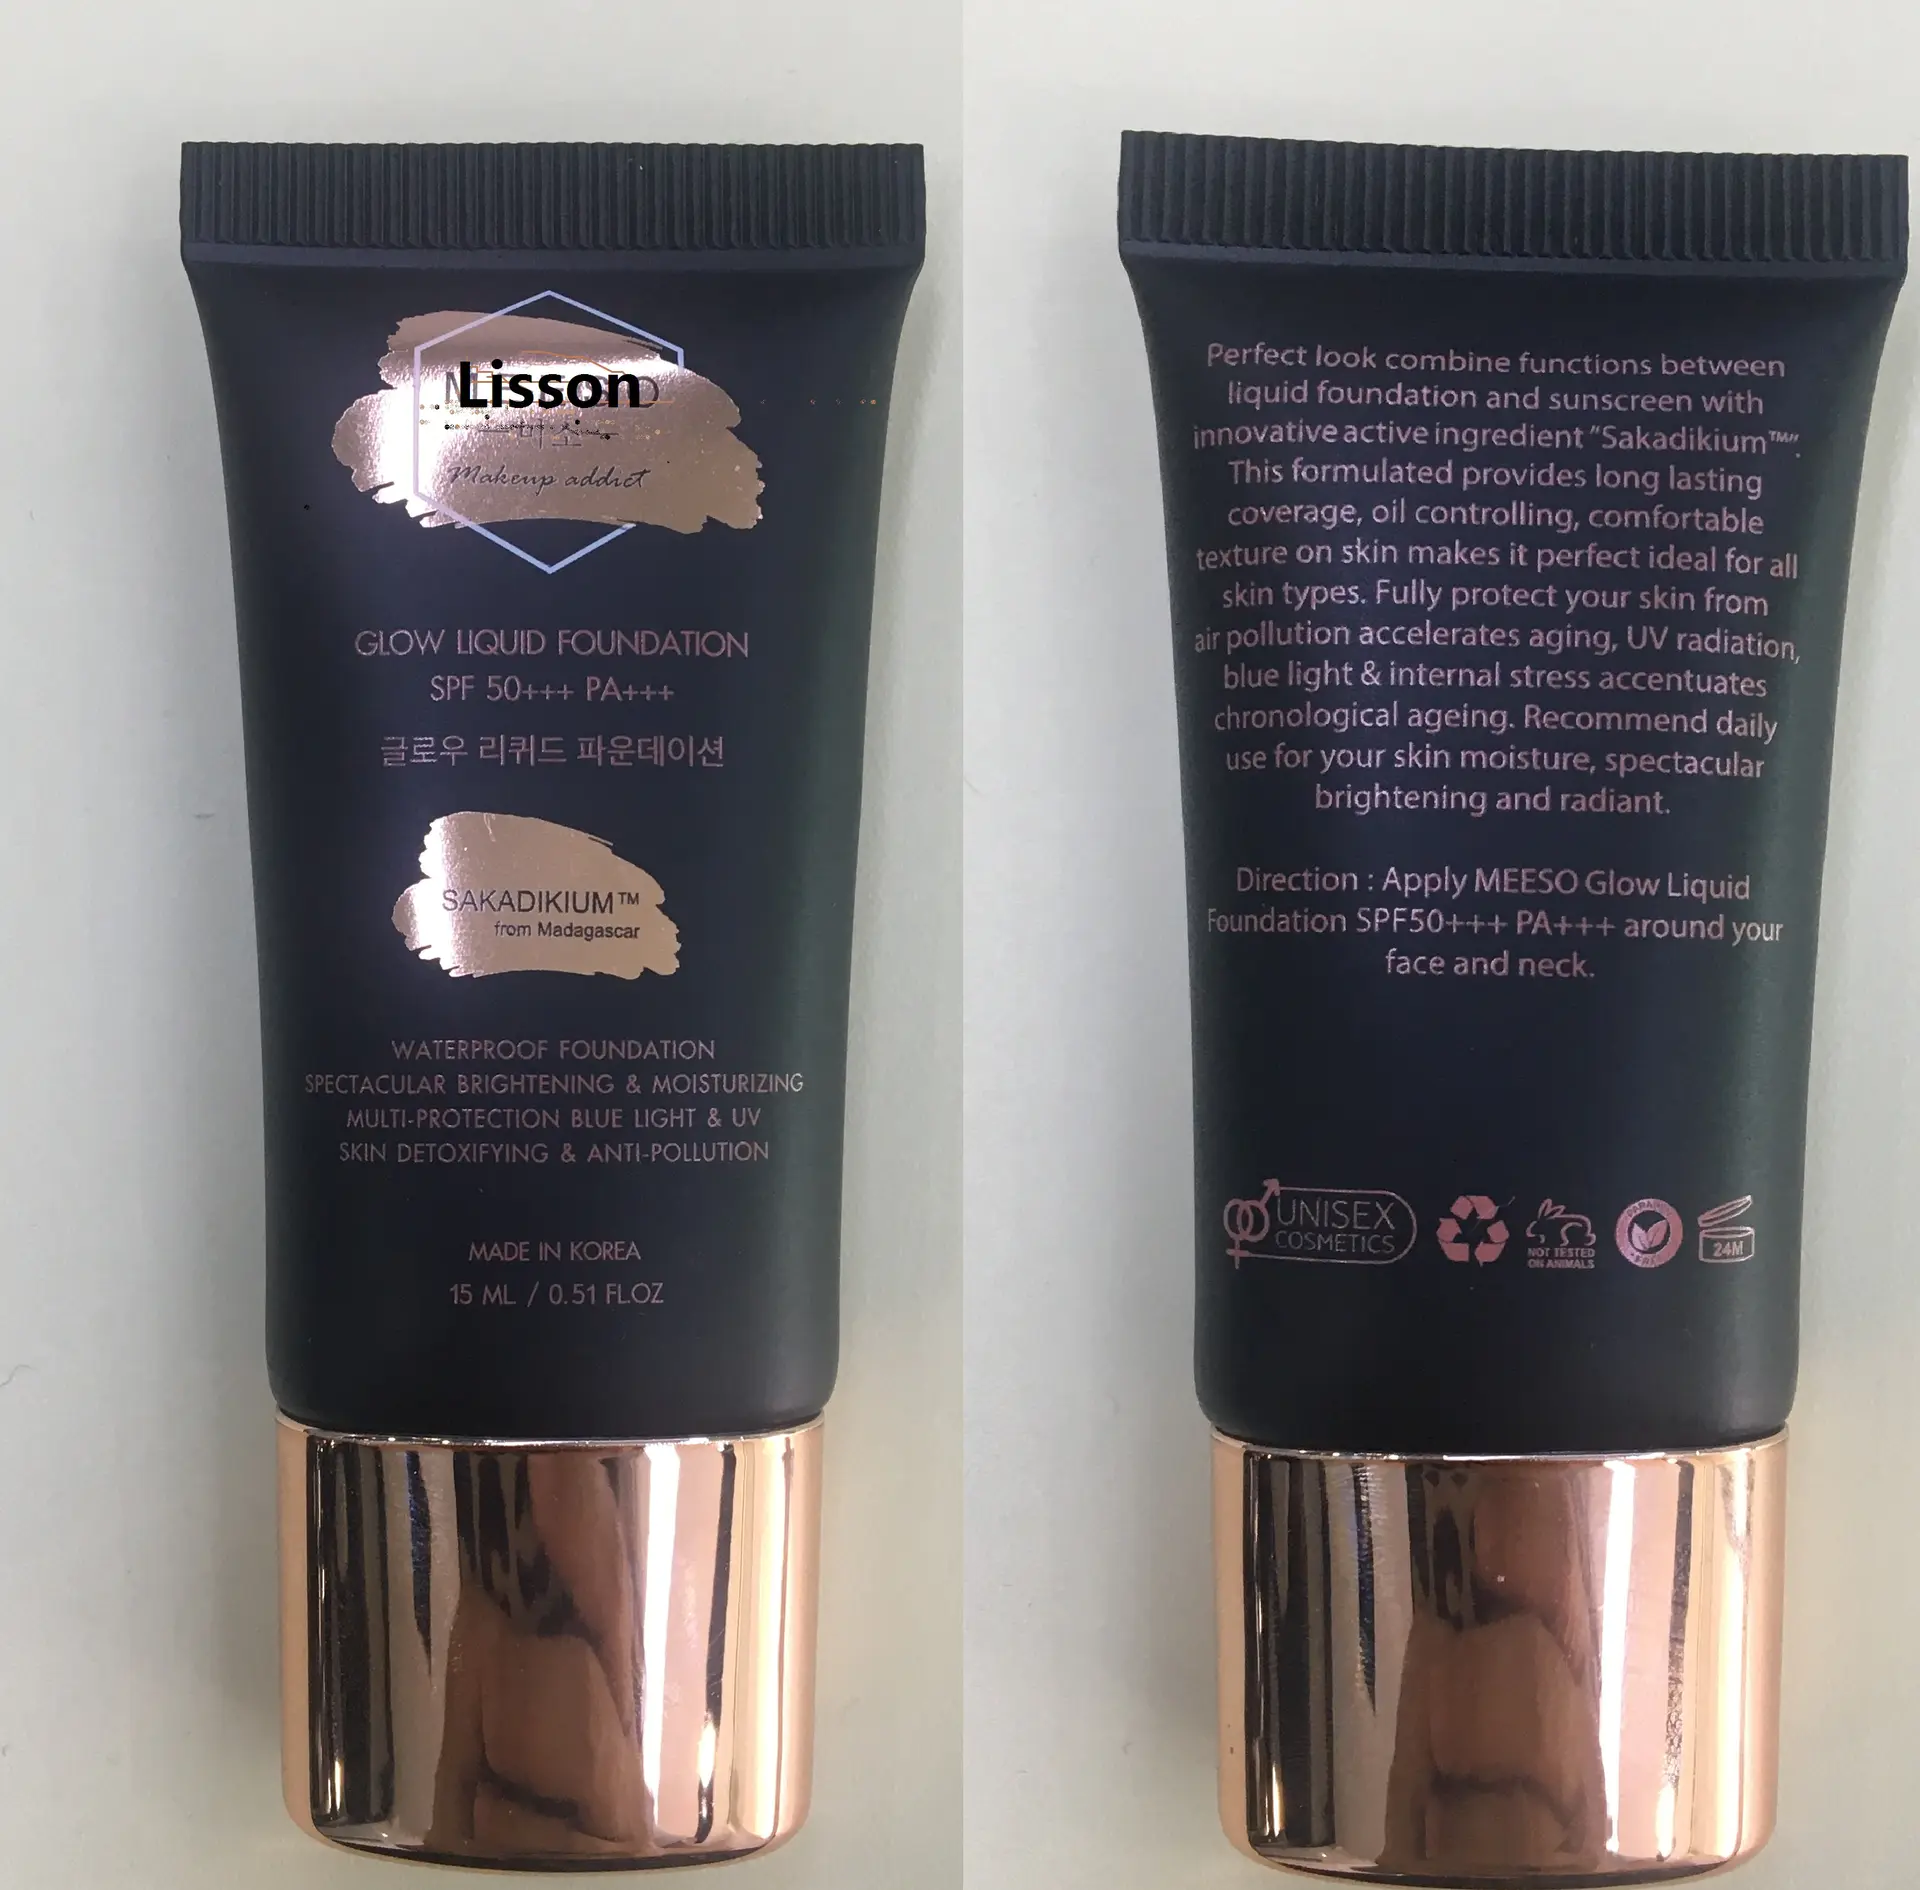 Lisson
Makeup addict
GLOW LIQUID FOUNDATION
SPF 50+++ PA+++
글로우 리퀴드 파운데이션
SAKADIKIUM™
from Madagascar
WATERPROOF FOUNDATION
SPECTACULAR BRIGHTENING & MOISTURIZING
MULTI-PROTECTION BLUE LIGHT & UV
SKIN DETOXIFYING & ANTI-POLLUTION
MADE IN KOREA
15 ML / 0.51 FL.OZ
Perfect look combine functions between
liquid foundation and sunscreen with
innovative active ingredient "Sakadikium™".
This formulated provides long lasting
coverage, oil controlling, comfortable
texture on skin makes it perfect ideal for all
skin types. Fully protect your skin from
air pollution accelerates aging, UV radiation,
blue light & internal stress accentuates
chronological ageing. Recommend daily
use for your skin moisture, spectacular
brightening and radiant.
Direction : Apply MEESO Glow Liquid
Foundation SPF50+++ PA+++ around your
face and neck.
UNISEX
COSMETICS
NOT TESTED
ON ANIMALS
24M